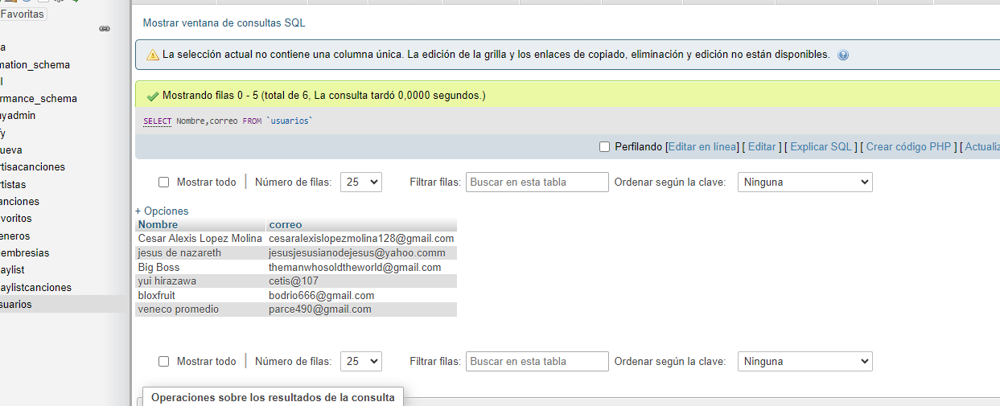 Favoritas
a
mation_schema
l
rmance_schema
nyadmin
fy
ueva
rtisacanciones
rtistas
anciones
voritos
eneros
embresias
aylist
aylistcanciones
suarios
Mostrar ventana de consultas SQL
La selección actual no contiene una columna única. La edición de la grilla y los enlaces de copiado, eliminación y edición no están disponibles.
Mostrando filas 0 - 5 (total de 6, La consulta tardó 0,0000 segundos.)
SELECT Nombre,correo FROM `usuarios`
Perfilando [Editar en línea] [ Editar ] [ Explicar SQL ] [ Crear código PHP ] [ Actualiz
Mostrar todo | Número de filas: 25 Filtrar filas: Buscar en esta tabla Ordenar según la clave: Ninguna
+ Opciones
Nombre correo
Cesar Alexis Lopez Molina cesaralexislopezmolina128@gmail.com
jesus de nazareth jesusjesusianodejesus@yahoo.comm
Big Boss themanwhosoldtheworld@gmail.com
yui hirazawa cetis@107
bloxfruit bodrio666@gmail.com
veneco promedio parce490@gmail.com
Mostrar todo | Número de filas: 25 Filtrar filas: Buscar en esta tabla Ordenar según la clave: Ninguna
Operaciones sobre los resultados de la consulta